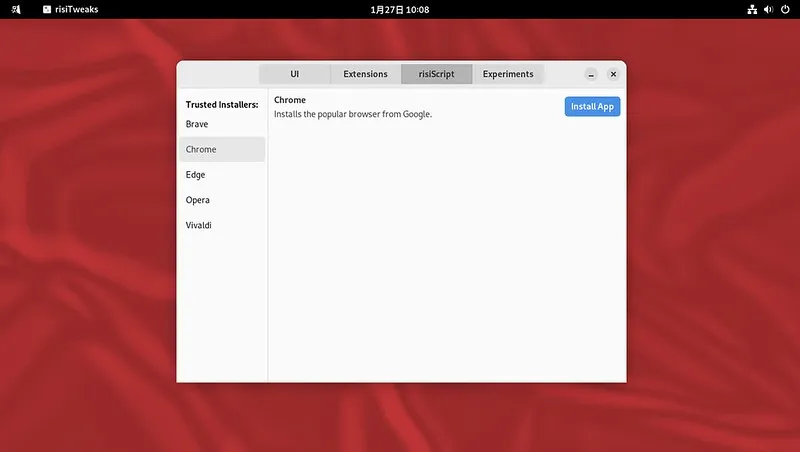 risiTweaks
1月27日 10:08
UI
Extensions
risiScript
Experiments
Trusted Installers:
Brave
Chrome
Edge
Opera
Vivaldi
Chrome
Installs the popular browser from Google.
Install App